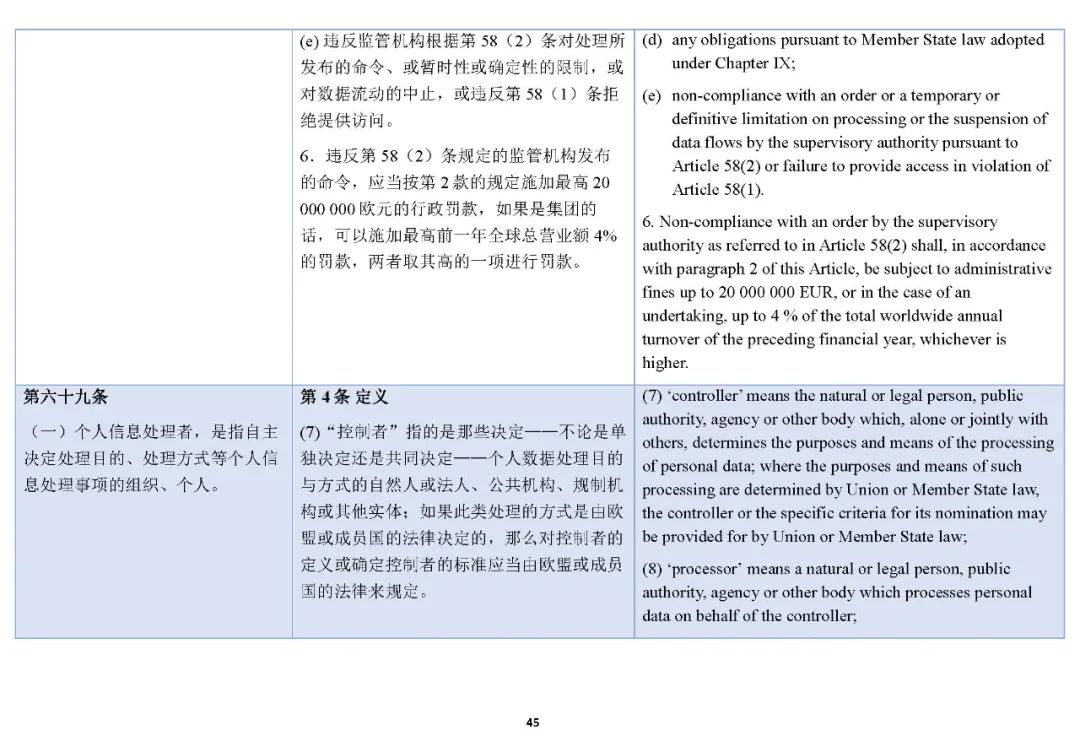 (e) 违反监管机构根据第 58（2）条对处理所
发布的命令、或暂时性或确定性的限制，或
对数据流动的中止，或违反第 58（1）条拒
绝提供访问。
6．违反第 58（2）条规定的监管机构发布
的命令，应当按第 2 款的规定施加最高 20
000 000 欧元的行政罚款，如果是集团的
话，可以施加最高前一年全球总营业额 4%
的罚款，两者取其高的一项进行罚款。
(d) any obligations pursuant to Member State law adopted
under Chapter IX;
(e) non-compliance with an order or a temporary or
definitive limitation on processing or the suspension of
data flows by the supervisory authority pursuant to
Article 58(2) or failure to provide access in violation of
Article 58(1).
6. Non-compliance with an order by the supervisory
authority as referred to in Article 58(2) shall, in accordance
with paragraph 2 of this Article, be subject to administrative
fines up to 20 000 000 EUR, or in the case of an
undertaking, up to 4 % of the total worldwide annual
turnover of the preceding financial year, whichever is
higher.
第六十九条
（一）个人信息处理者，是指自主
决定处理目的、处理方式等个人信
息处理事项的组织、个人。
第 4 条 定义
(7) “控制者”指的是那些决定——不论是单
独决定还是共同决定——个人数据处理目的
与方式的自然人或法人、公共机构、规制机
构或其他实体；如果此类处理的方式是由欧
盟或成员国的法律决定的，那么对控制者的
定义或确定控制者的标准应当由欧盟或成员
国的法律来规定。
(7) ‘controller’ means the natural or legal person, public
authority, agency or other body which, alone or jointly with
others, determines the purposes and means of the processing
of personal data; where the purposes and means of such
processing are determined by Union or Member State law,
the controller or the specific criteria for its nomination may
be provided for by Union or Member State law;
(8) ‘processor’ means a natural or legal person, public
authority, agency or other body which processes personal
data on behalf of the controller;
45